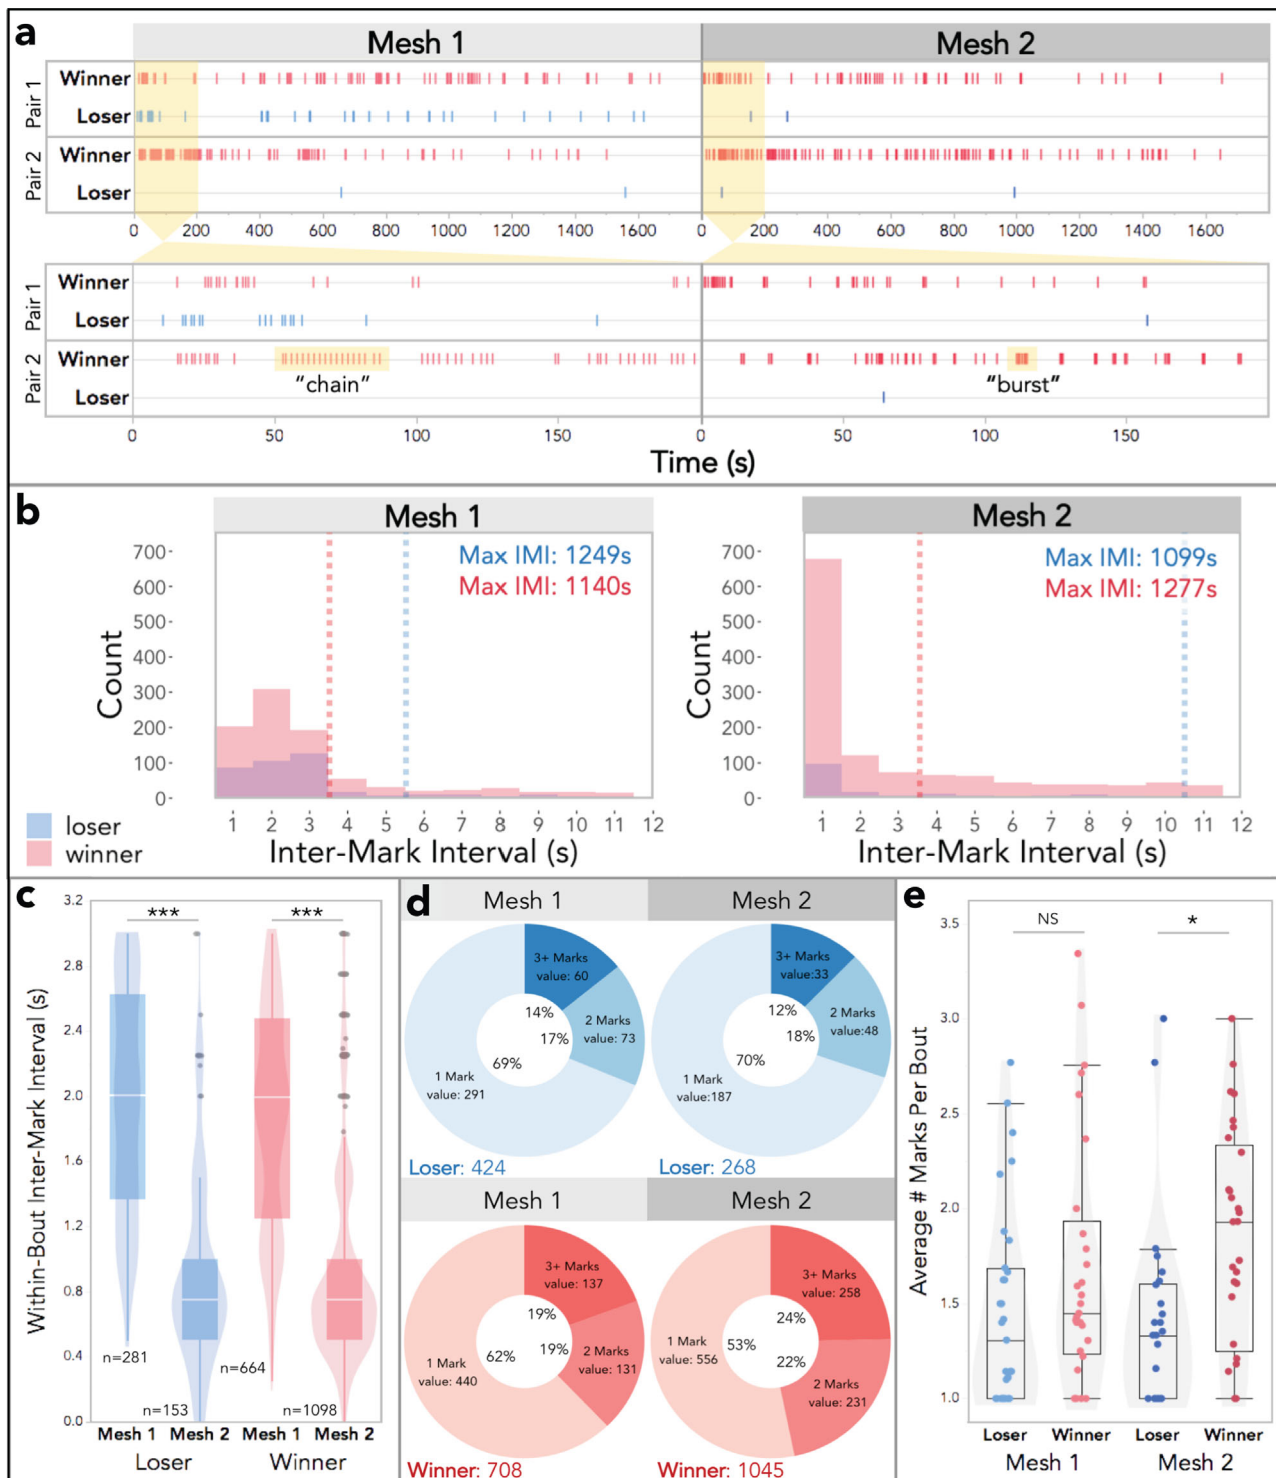 a
Mesh 1
Mesh 2
Pair 1
Winner
Loser
Pair 2
Winner
Loser
0 200 400 600 800 1000 1200 1400 1600
0 200 400 600 800 1000 1200 1400 1600
Pair 1
Winner
Loser
Pair 2
Winner
"chain"
"burst"
Loser
0 50 100 150
0 50 100 150
Time (s)
b
Mesh 1
Max IMI: 1249s
Max IMI: 1140s
Count
700-
600-
500-
400-
300-
200-
100-
0-
1 2 3 4 5 6 7 8 9 10 11 12
Inter-Mark Interval (s)
Mesh 2
Max IMI: 1099s
Max IMI: 1277s
Count
700-
600-
500-
400-
300-
200-
100-
0-
1 2 3 4 5 6 7 8 9 10 11 12
Inter-Mark Interval (s)
loser
winner
c
Within-Bout Inter-Mark Interval (s)
3.2
2.8
2.4
2.0
1.6
1.2
0.8
0.4
0.0
***
***
n=281
n=664
n=153
n=1098
Mesh 1 Mesh 2 Mesh 1 Mesh 2
Loser Winner
d
Mesh 1
3+ Marks
value: 60
14%
2 Marks
value: 73
17%
69%
1 Mark
value: 291
Loser: 424
Mesh 2
3+ Marks
value:33
12%
2 Marks
value:48
18%
70%
1 Mark
value:187
Loser: 268
Mesh 1
3+ Marks
value: 137
19%
19%
2 Marks
value: 131
62%
1 Mark
value: 440
Winner: 708
Mesh 2
3+ Marks
value: 258
24%
22%
2 Marks
value: 231
53%
1 Mark
value: 556
Winner: 1045
e
Average # Marks Per Bout
3.5
3.0
2.5
2.0
1.5
1.0
NS
*
Loser Winner Loser Winner
Mesh 1 Mesh 2